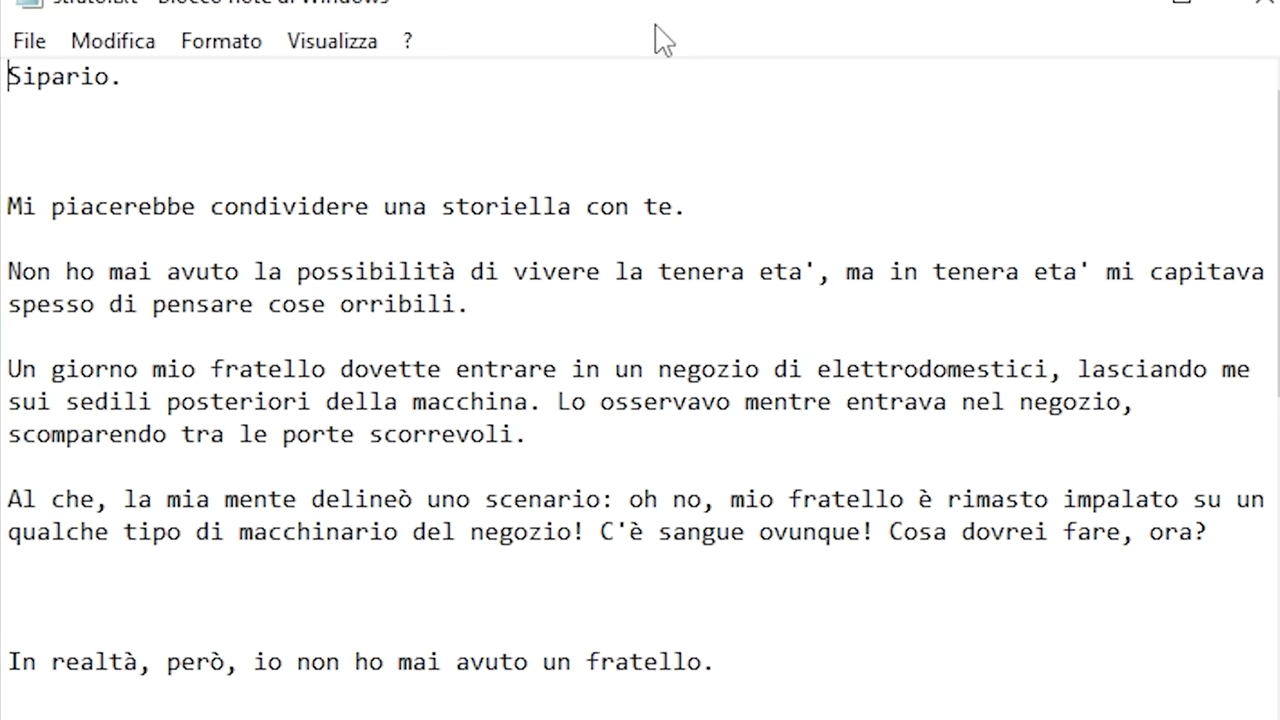 File Modifica Formato Visualizza ?
Sipario.
Mi piacerebbe condividere una storiella con te.
Non ho mai avuto la possibilità di vivere la tenera eta', ma in tenera eta' mi capitava
spesso di pensare cose orribili.
Un giorno mio fratello dovette entrare in un negozio di elettrodomestici, lasciando me
sui sedili posteriori della macchina. Lo osservavo mentre entrava nel negozio,
scomparendo tra le porte scorrevoli.
Al che, la mia mente delineò uno scenario: oh no, mio fratello è rimasto impalato su un
qualche tipo di macchinario del negozio! C'è sangue ovunque! Cosa dovrei fare, ora?
In realtà, però, io non ho mai avuto un fratello.